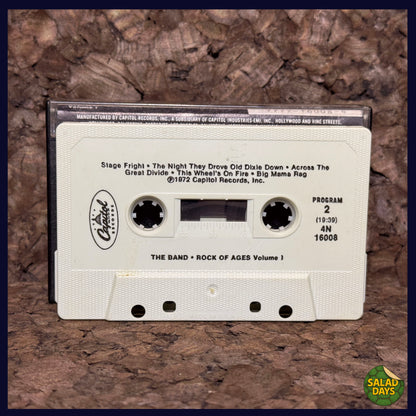 MANUFACTURED BY CAPITOL RECORDS, INC., A SUBSIDIARY OF CAPITOL INDUSTRIES-EMI, INC., HOLLYWOOD AND VINE STREETS,
Stage Fright • The Night They Drove Old Dixie Down • Across The
Great Divide • This Wheel's On Fire • Big Mama Rag
℗1972 Capitol Records, Inc.
Capitol
RECORDS
PROGRAM
2
(19:39)
4N
16008
THE BAND • ROCK OF AGES Volume 1
SALAD
DAYS